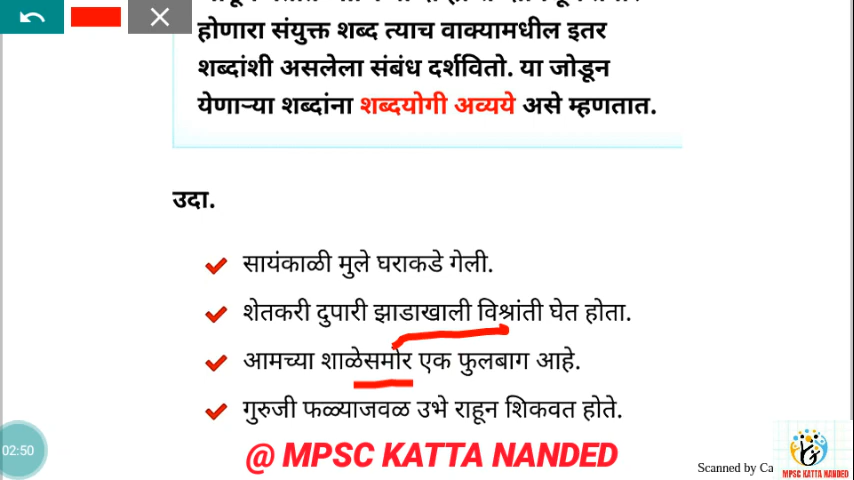 होणारा संयुक्त शब्द त्याच वाक्यामधील इतर
शब्दांशी असलेला संबंध दर्शवितो. या जोडून
येणाऱ्या शब्दांना शब्दयोगी अव्यये असे म्हणतात.
उदा.
सायंकाळी मुले घराकडे गेली.
शेतकरी दुपारी झाडाखाली विश्रांती घेत होता.
आमच्या शाळेसमोर एक फुलबाग आहे.
गुरुजी फळ्याजवळ उभे राहून शिकवत होते.
02:50
@ MPSC KATTA NANDED
Scanned by Ca
MPSC KATTA NANDED